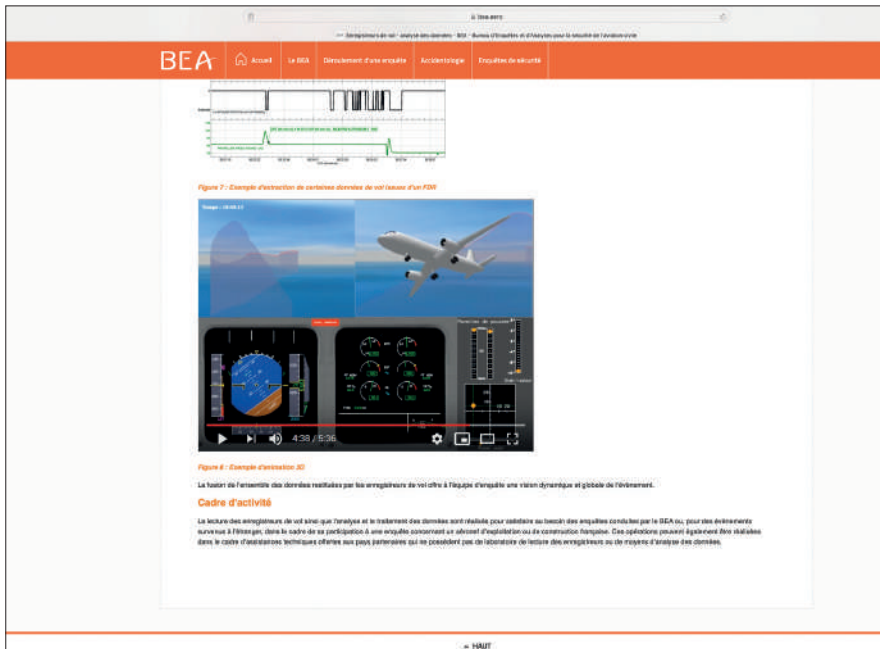 bea.aero
Enregistreurs de vol - analyse des données - BEA - Bureau d'Enquêtes et d'Analyses pour la sécurité de l'aviation civile
BEA Accueil Le BEA Déroulement d'une enquête Accidentologie Enquêtes de sécurité
Figure 7 : Exemple d'extraction de certaines données de vol issues d'un FDR
4:38 / 5:36
Figure 8 : Exemple d'animation 3D
La fusion de l'ensemble des données restituées par les enregistreurs de vol offre à l'équipe d'enquête une vision dynamique et globale de l'évènement.
Cadre d'activité
La lecture des enregistreurs de vol ainsi que l'analyse et le traitement des données sont réalisés pour satisfaire au besoin des enquêtes conduites par le BEA ou, pour des évènements
survenus à l'étranger, dans le cadre de sa participation à une enquête concernant un aéronef d'exploitation ou de construction française. Ces opérations peuvent également être réalisées
dans le cadre d'assistances techniques offertes aux pays partenaires qui ne possèdent pas de laboratoire de lecture des enregistreurs ou de moyens d'analyse des données.
HAUT